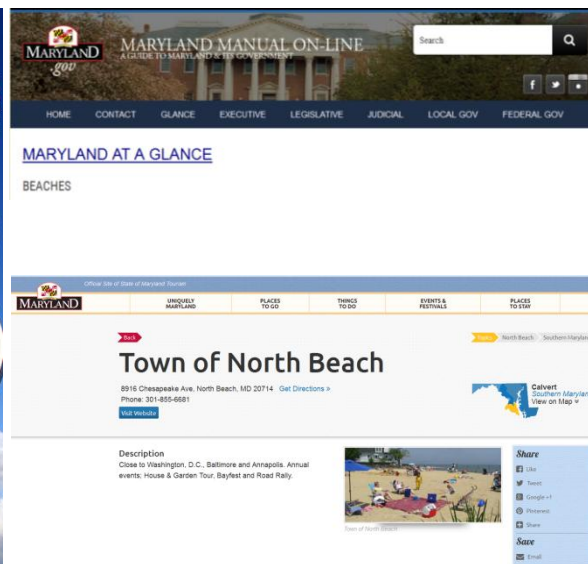 MARYLAND
.gov
MARYLAND MANUAL ON-LINE
A GUIDE TO MARYLAND & ITS GOVERNMENT
Search
HOME CONTACT GLANCE EXECUTIVE LEGISLATIVE JUDICIAL LOCAL GOV FEDERAL GOV
MARYLAND AT A GLANCE
BEACHES
Official Site of State of Maryland Tourism
MARYLAND
UNIQUELY MARYLAND
PLACES TO GO
THINGS TO DO
EVENTS & FESTIVALS
PLACES TO STAY
Back
North Beach Southern Maryland
Town of North Beach
8916 Chesapeake Ave, North Beach, MD 20714 Get Directions »
Phone: 301-855-6681
Visit Website
Calvert
Southern Maryland
View on Map
Description
Close to Washington, D.C., Baltimore and Annapolis. Annual
events; House & Garden Tour, Bayfest and Road Rally.
Town of North Beach
Share
Like
Tweet
Google +1
Pinterest
Share
Save
Email